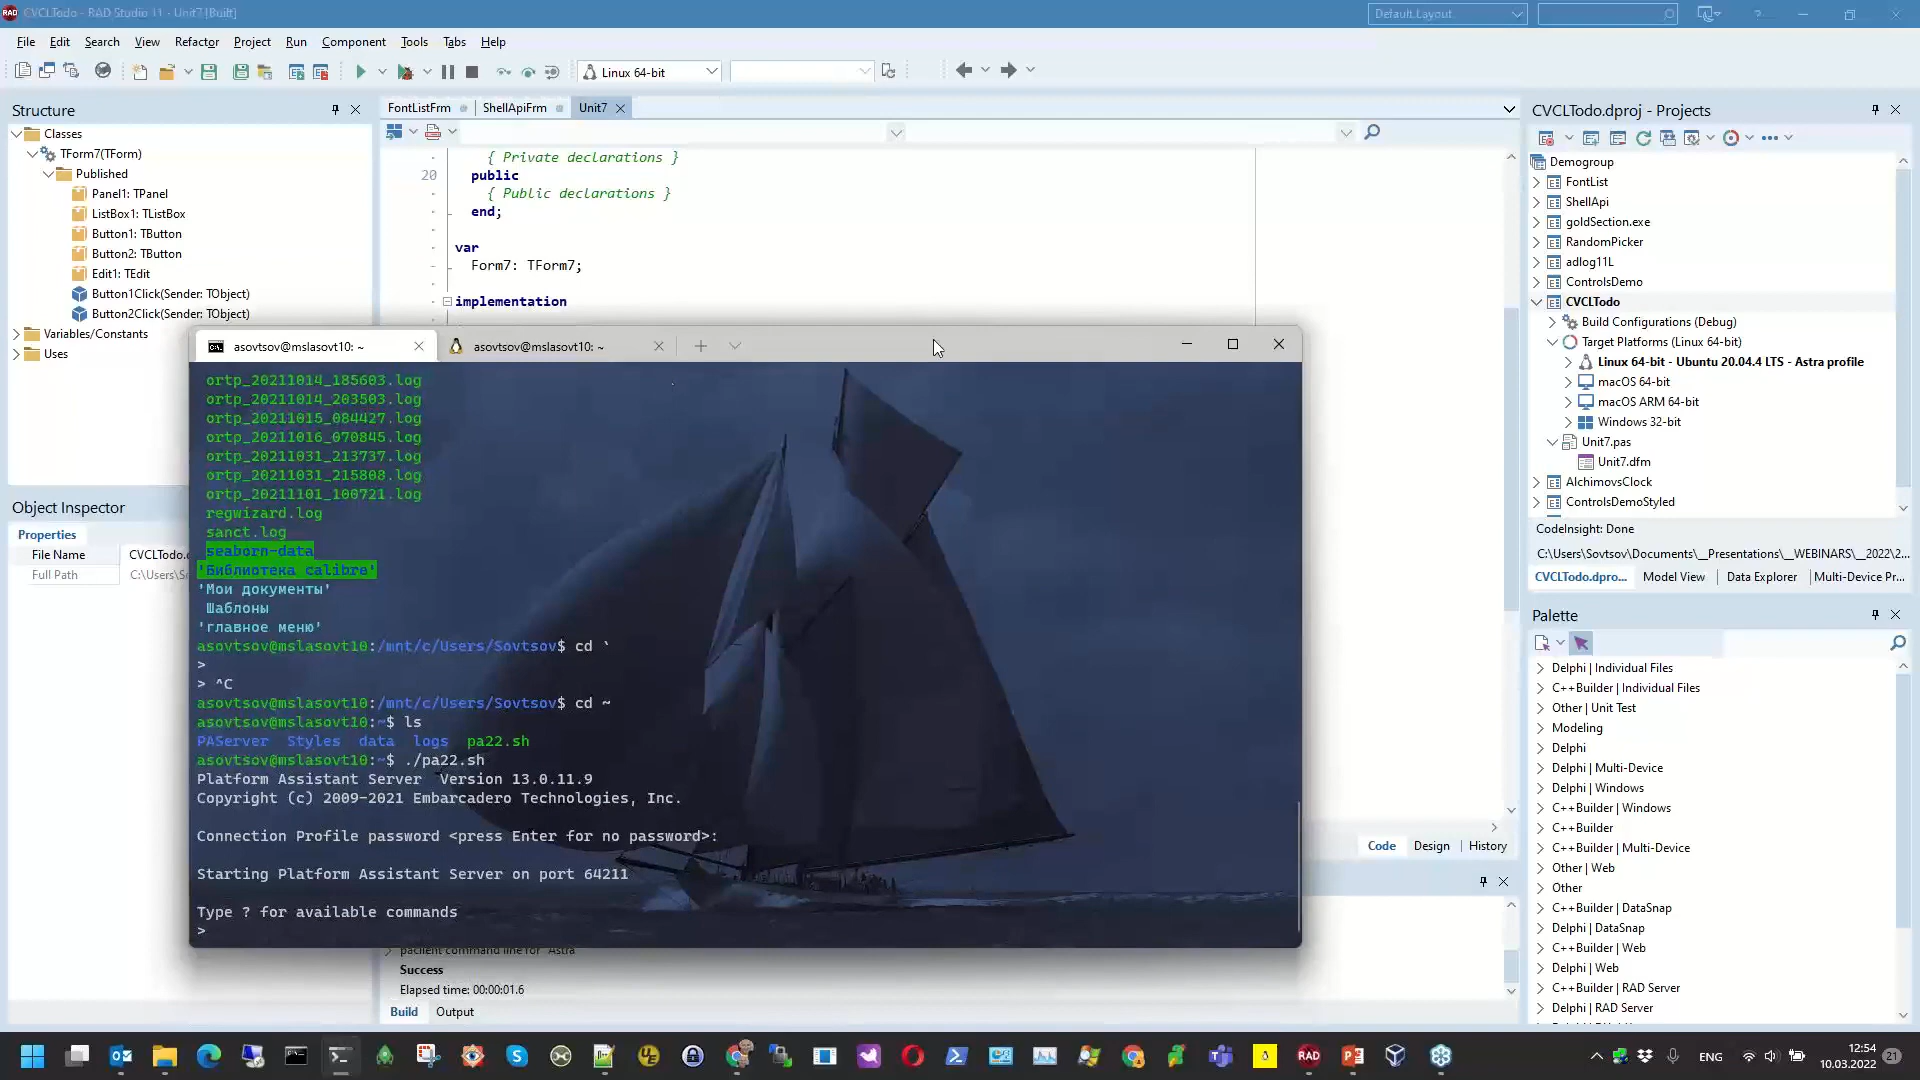 CVCLTodo - RAD Studio 11 - Unit7 [Built]
Default Layout
File Edit Search View Refactor Project Run Component Tools Tabs Help
Linux 64-bit
Structure
Classes
TForm7(TForm)
Published
Panel1: TPanel
ListBox1: TListBox
Button1: TButton
Button2: TButton
Edit1: TEdit
Button1Click(Sender: TObject)
Button2Click(Sender: TObject)
Variables/Constants
Uses
Object Inspector
Properties
File Name CVCLTodo.d
Full Path C:\Users\So
FontListFrm ShellApiFrm Unit7
{ Private declarations }
20 public
{ Public declarations }
end;
var
Form7: TForm7;
implementation
asovtsov@mslasovt10: ~ asovtsov@mslasovt10: ~
ortp_20211014_185603.log
ortp_20211014_203503.log
ortp_20211015_084427.log
ortp_20211016_070845.log
ortp_20211031_213737.log
ortp_20211031_215808.log
ortp_20211101_100721.log
regwizard.log
sanct.log
seaborn-data
'Библиотека calibre'
'Мои документы'
Шаблоны
'главное меню'
asovtsov@mslasovt10:/mnt/c/Users/Sovtsov$ cd `
>
> ^C
asovtsov@mslasovt10:/mnt/c/Users/Sovtsov$ cd ~
asovtsov@mslasovt10:~$ ls
PAServer Styles data logs pa22.sh
asovtsov@mslasovt10:~$ ./pa22.sh
Platform Assistant Server Version 13.0.11.9
Copyright (c) 2009-2021 Embarcadero Technologies, Inc.
Connection Profile password <press Enter for no password>:
Starting Platform Assistant Server on port 64211
Type ? for available commands
>
paclient command line for "Astra"
Success
Elapsed time: 00:00:01.6
Build Output
Code Design History
CVCLTodo.dproj - Projects
Demogroup
FontList
ShellApi
goldSection.exe
RandomPicker
adlog11L
ControlsDemo
CVCLTodo
Build Configurations (Debug)
Target Platforms (Linux 64-bit)
Linux 64-bit - Ubuntu 20.04.4 LTS - Astra profile
macOS 64-bit
macOS ARM 64-bit
Windows 32-bit
Unit7.pas
Unit7.dfm
AlchimovsClock
ControlsDemoStyled
CodeInsight: Done
C:\Users\Sovtsov\Documents\__Presentations\__WEBINARS\__2022\2...
CVCLTodo.dpro... Model View Data Explorer Multi-Device Pr...
Palette
Delphi | Individual Files
C++Builder | Individual Files
Other | Unit Test
Modeling
Delphi
Delphi | Multi-Device
Delphi | Windows
C++Builder | Windows
C++Builder
C++Builder | Multi-Device
Other | Web
Other
C++Builder | DataSnap
Delphi | DataSnap
C++Builder | Web
Delphi | Web
C++Builder | RAD Server
Delphi | RAD Server
ENG
12:54
10.03.2022
21